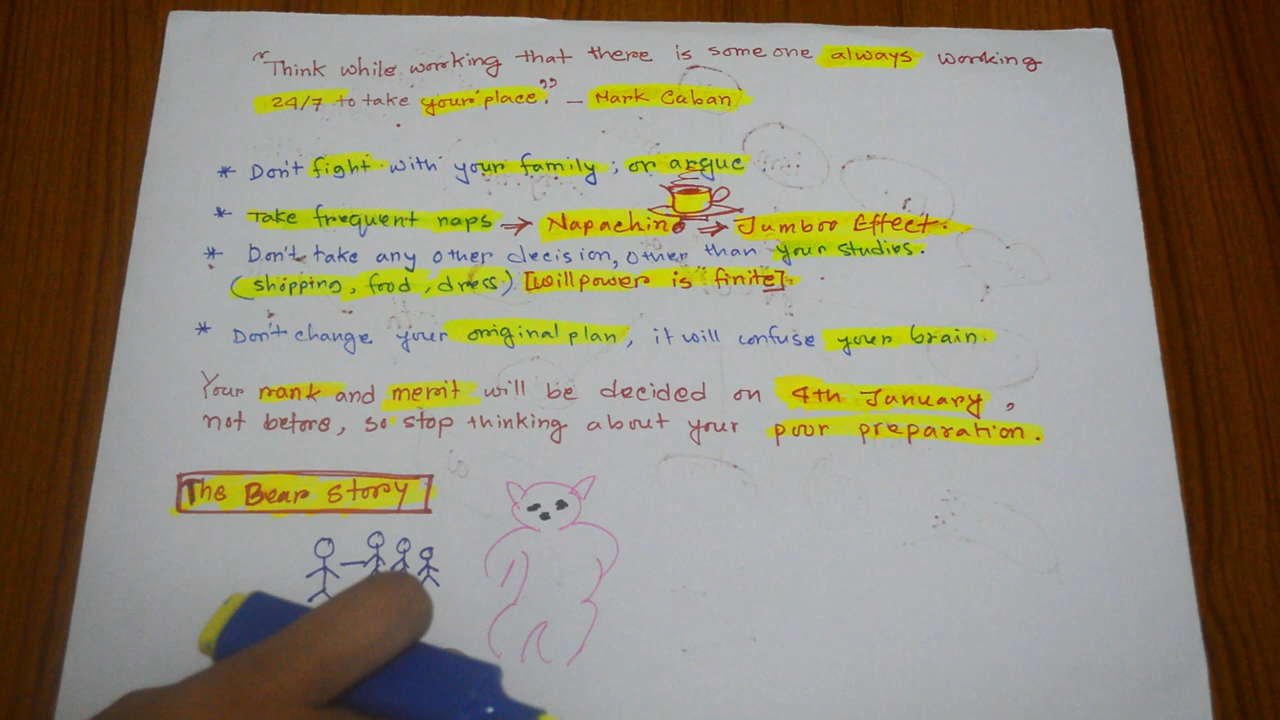 "Think while working that there is some one always working
24/7 to take your place." - Mark Cuban
* Don't fight with your family; or argue
* Take frequent naps → Napachino → Jumboo Effect.
* Don't take any other decision, other than your studies.
(shopping, food, dress) [willpower is finite].
* Don't change your original plan, it will confuse your brain.
Your rank and merit will be decided on 4th January,
not before, so stop thinking about your poor preparation.
The Bear Story